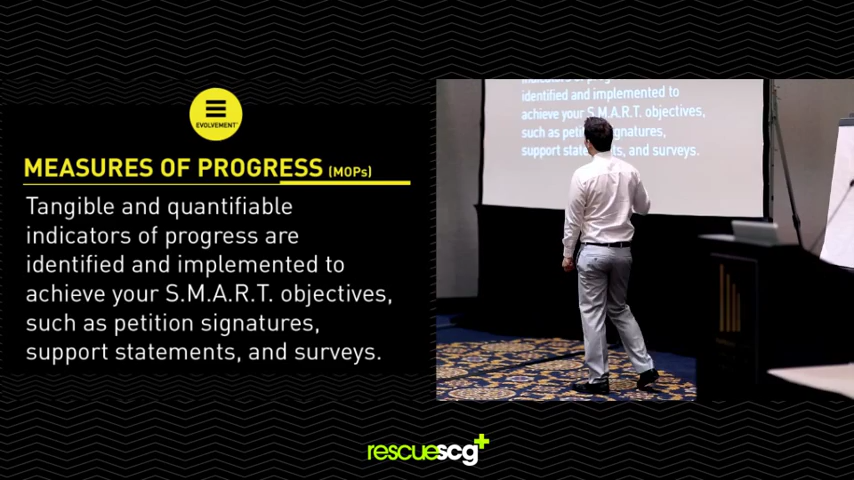 EVOLVEMENT
MEASURES OF PROGRESS (MOPs)
Tangible and quantifiable
indicators of progress are
identified and implemented to
achieve your S.M.A.R.T. objectives,
such as petition signatures,
support statements, and surveys.
identified and implemented to
achieve your S.M.A.R.T. objectives,
such as signatures,
support and surveys.
rescuescg+